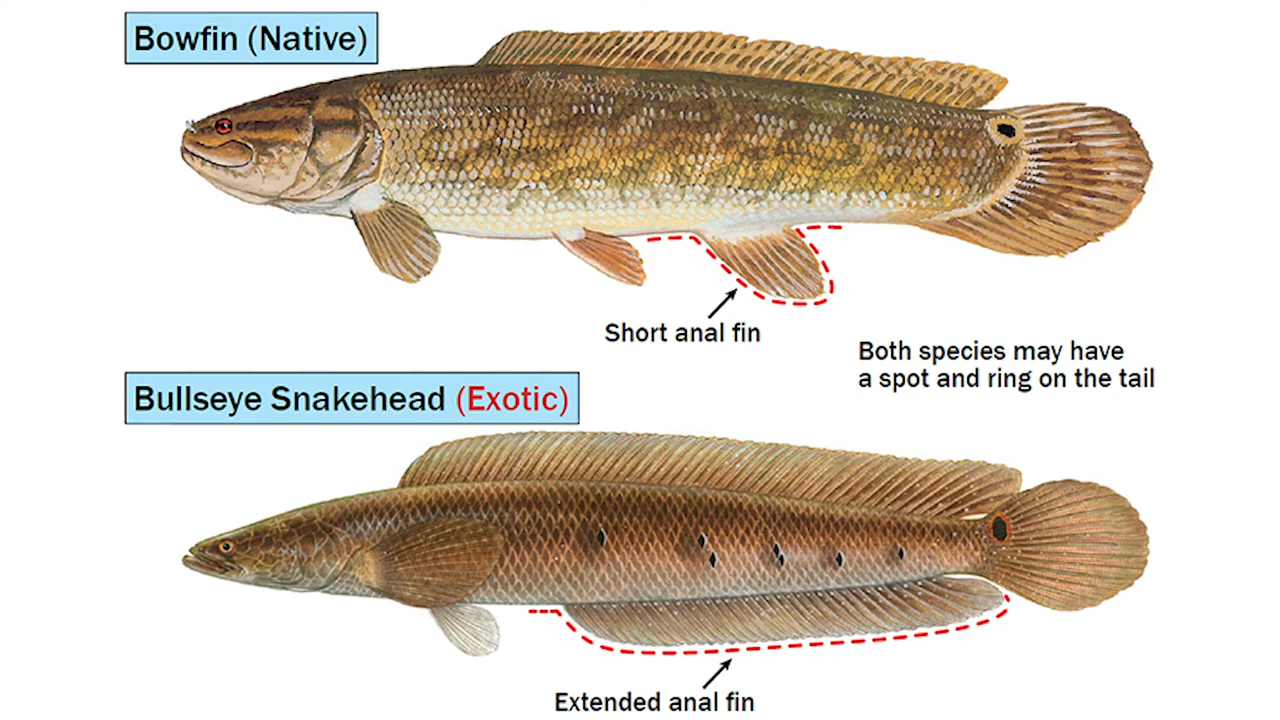 Bowfin (Native)
Short anal fin
Both species may have
a spot and ring on the tail
Bullseye Snakehead (Exotic)
Extended anal fin